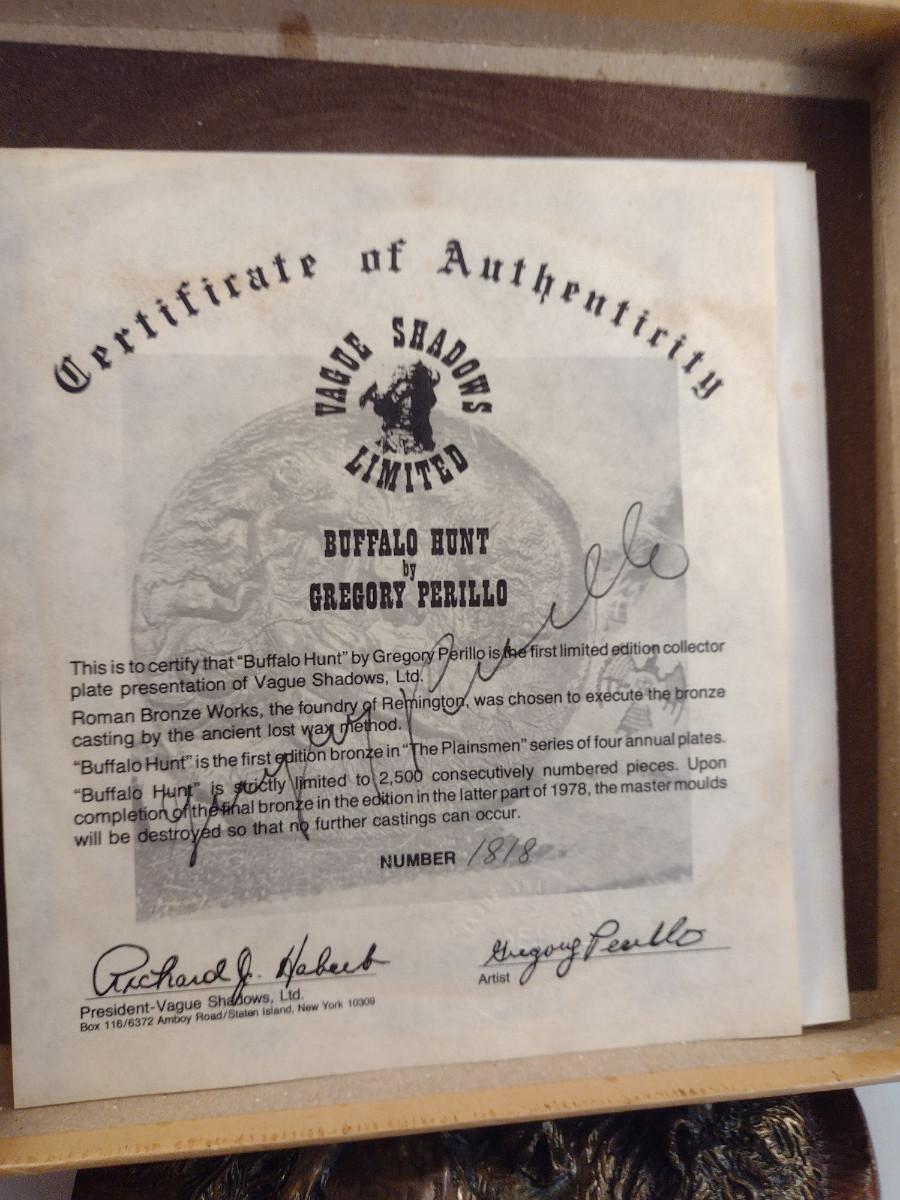 Certificate of Authenticity
VAGUE SHADOWS
LIMITED
BUFFALO HUNT
by
GREGORY PERILLO
Gregory Perillo
This is to certify that “Buffalo Hunt” by Gregory Perillo is the first limited edition collector
plate presentation of Vague Shadows, Ltd.
Roman Bronze Works, the foundry of Remington, was chosen to execute the bronze
casting by the ancient lost wax method.
“Buffalo Hunt” is the first edition bronze in “The Plainsmen” series of four annual plates.
“Buffalo Hunt” is strictly limited to 2,500 consecutively numbered pieces. Upon
completion of the final bronze in the edition in the latter part of 1978, the master moulds
will be destroyed so that no further castings can occur.
NUMBER 1818
Richard J. Habeeb
President-Vague Shadows, Ltd.
Box 116/6372 Amboy Road/Staten Island, New York 10309
Gregory Perillo
Artist